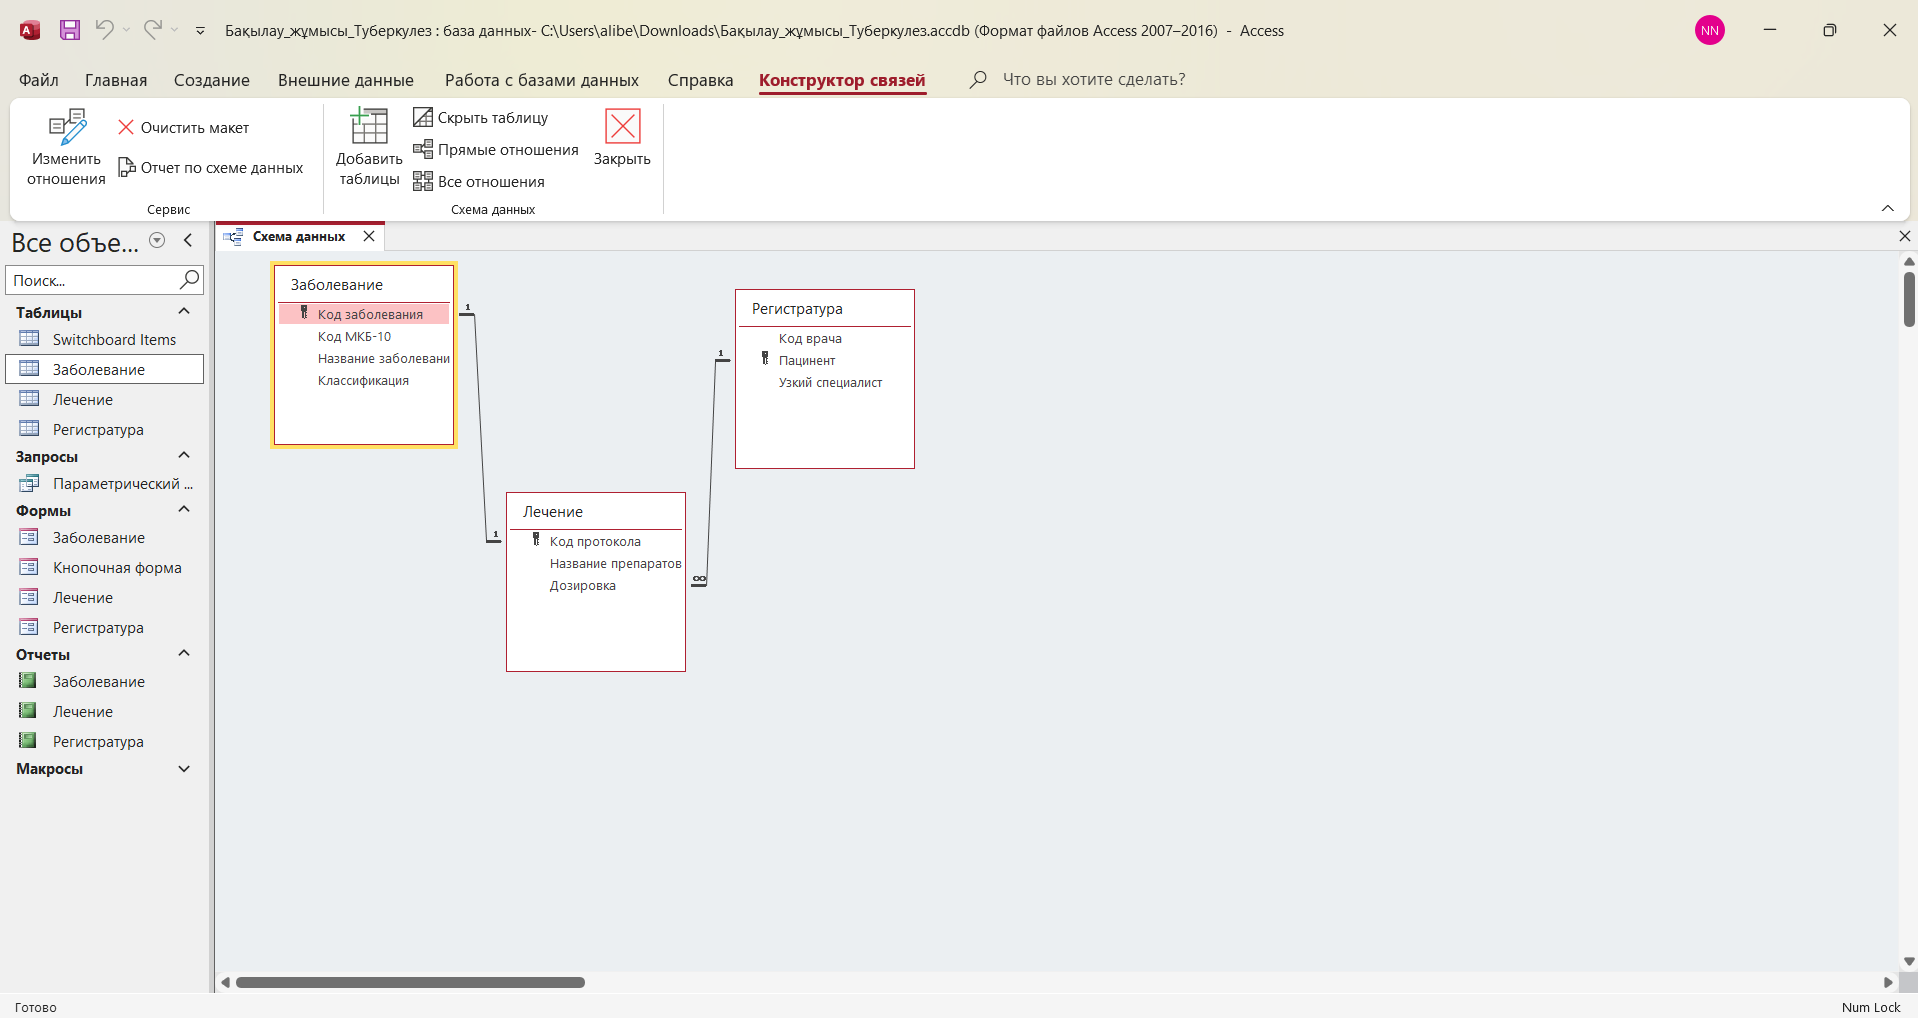 Бақылау_жұмысы_Туберкулез : база данных- C:\Users\alibe\Downloads\Бақылау_жұмысы_Туберкулез.accdb (Формат файлов Access 2007–2016) - Access
NN
Файл Главная Создание Внешние данные Работа с базами данных Справка Конструктор связей Что вы хотите сделать?
Изменить отношения
Очистить макет
Отчет по схеме данных
Сервис
Добавить таблицы
Скрыть таблицу
Прямые отношения
Все отношения
Закрыть
Схема данных
Все объе...
Поиск...
Таблицы
Switchboard Items
Заболевание
Лечение
Регистратура
Запросы
Параметрический ...
Формы
Заболевание
Кнопочная форма
Лечение
Регистратура
Отчеты
Заболевание
Лечение
Регистратура
Макросы
Схема данных
Заболевание
Код заболевания
Код МКБ-10
Название заболевани
Классификация
1
1
Лечение
Код протокола
Название препаратов
Дозировка
∞
1
Регистратура
Код врача
Пацинент
Узкий специалист
Готово
Num Lock